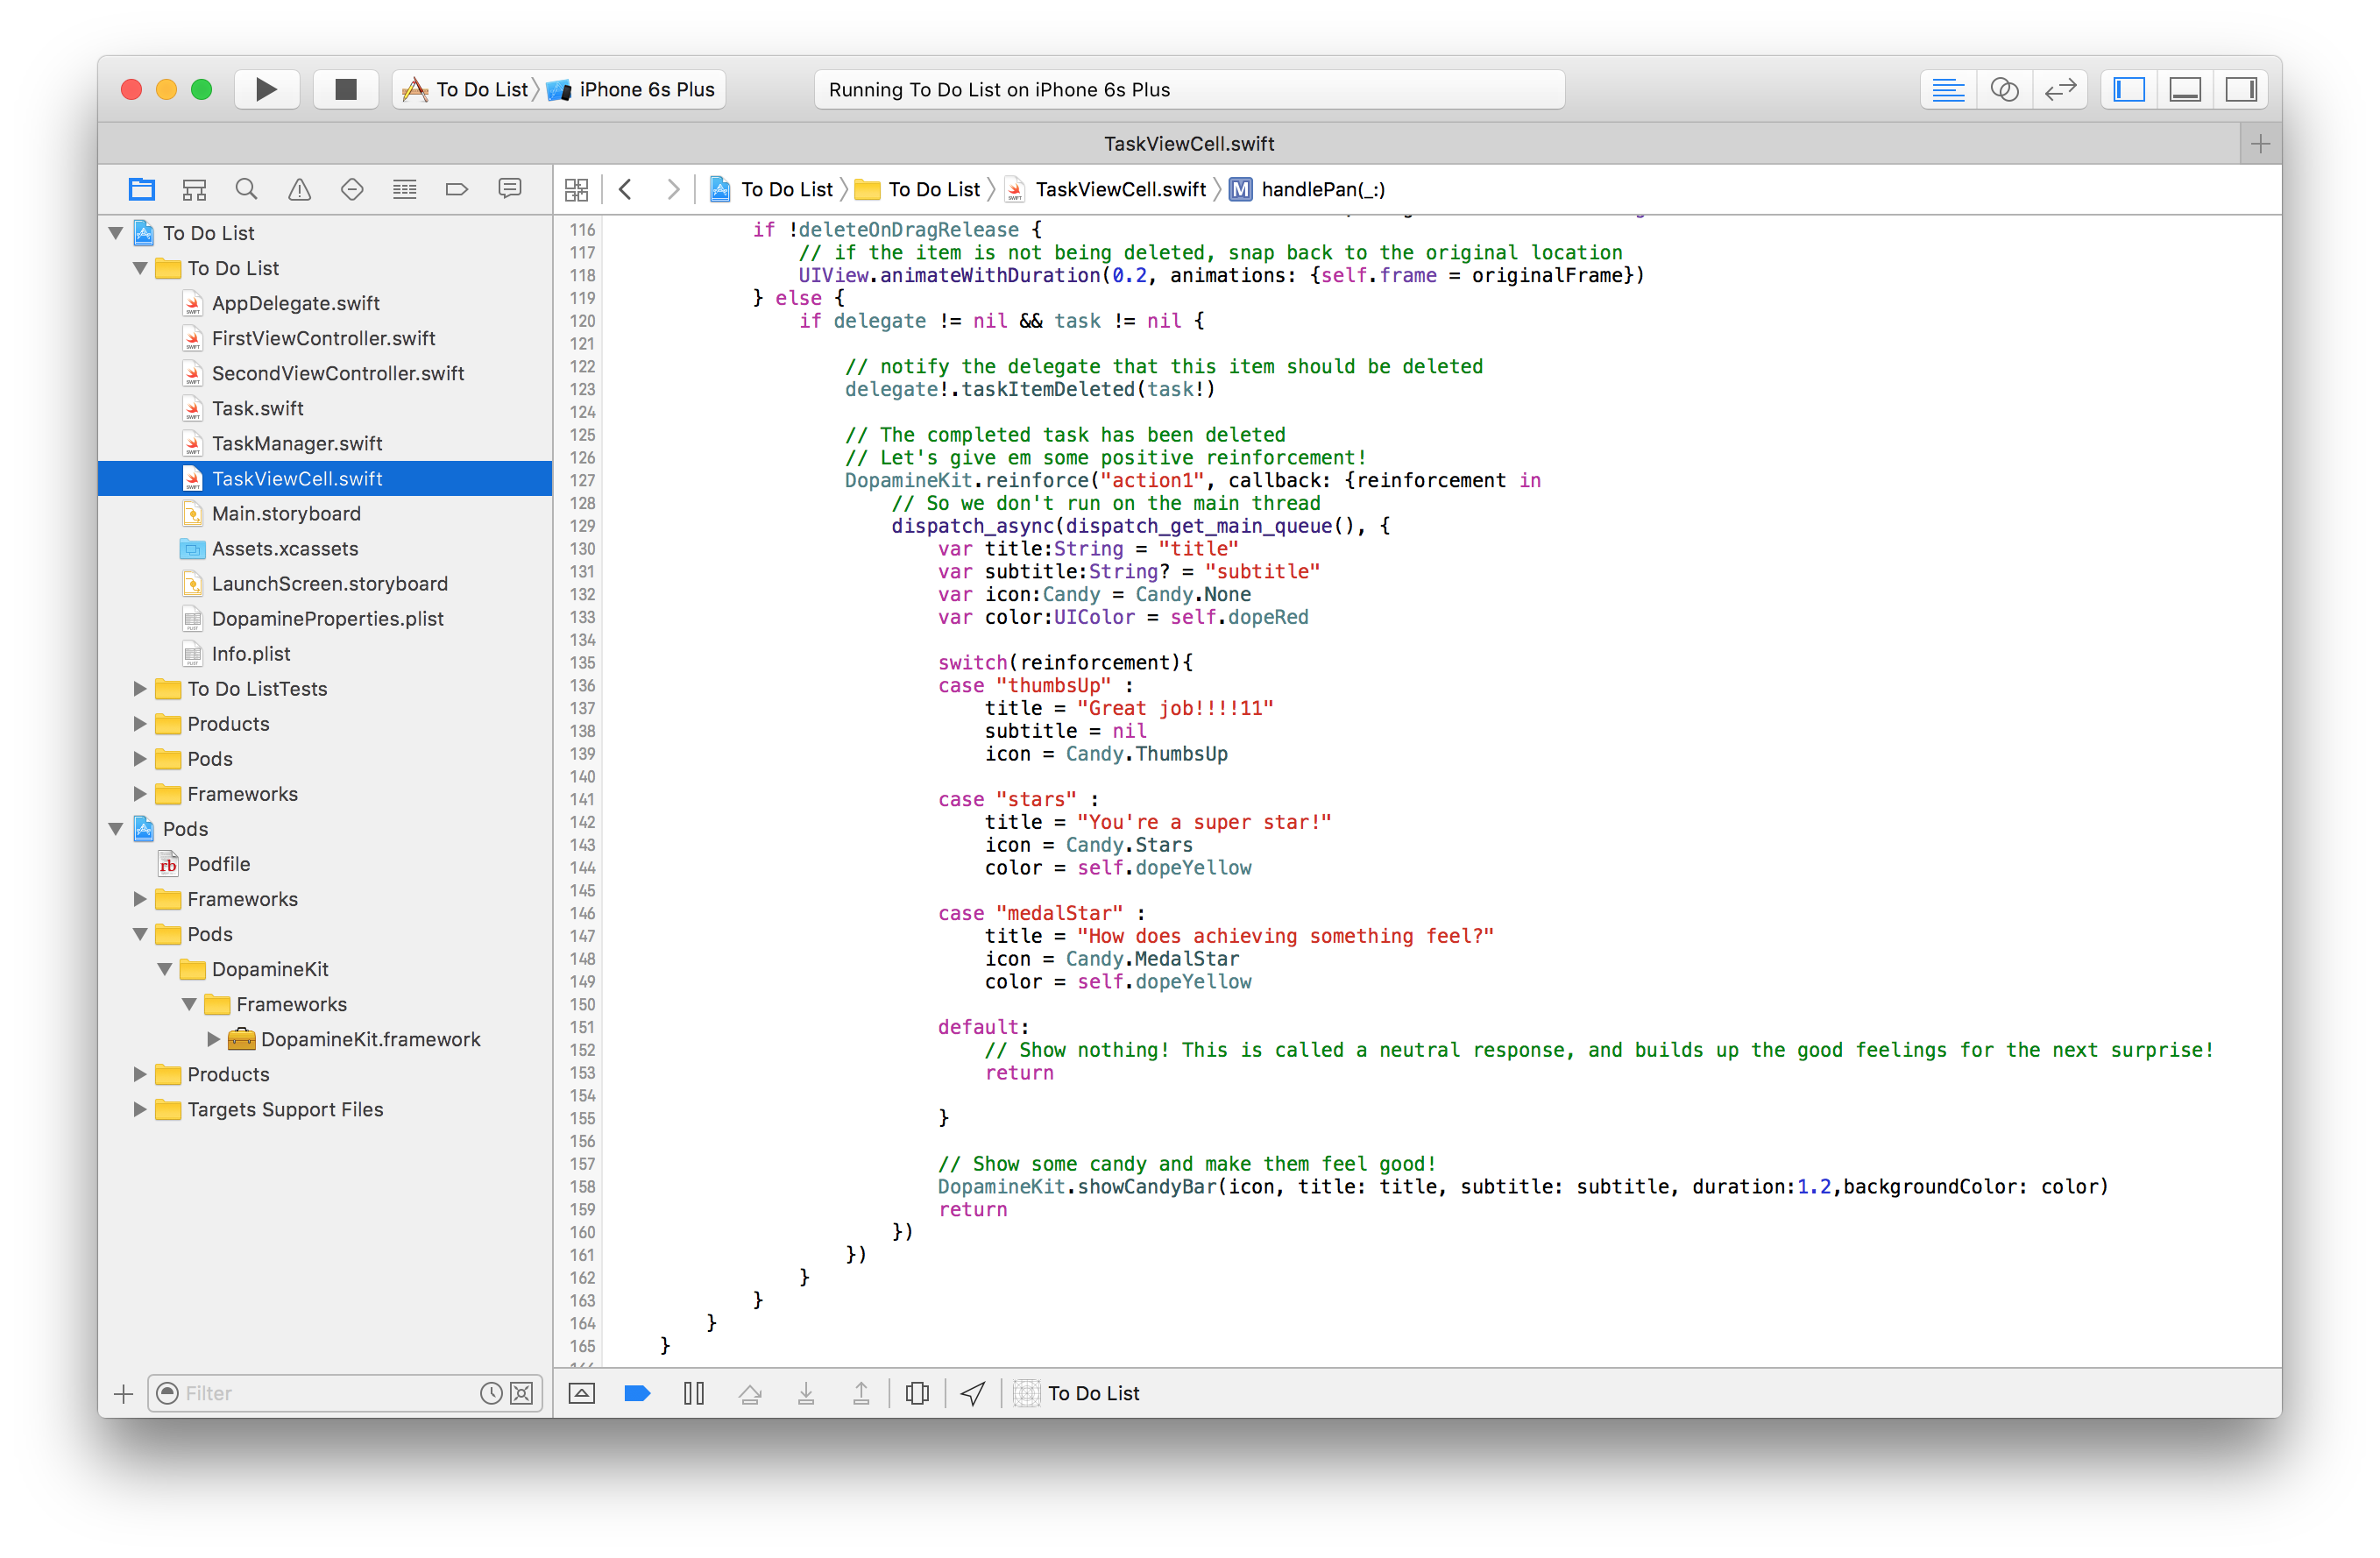 To Do List
iPhone 6s Plus
Running To Do List on iPhone 6s Plus
TaskViewCell.swift
To Do List
To Do List
TaskViewCell.swift
M
handlePan(_:)
To Do List
To Do List
AppDelegate.swift
FirstViewController.swift
SecondViewController.swift
Task.swift
TaskManager.swift
TaskViewCell.swift
Main.storyboard
Assets.xcassets
LaunchScreen.storyboard
DopamineProperties.plist
Info.plist
To Do ListTests
Products
Pods
Frameworks
Pods
rb Podfile
Frameworks
Pods
DopamineKit
Frameworks
DopamineKit.framework
Products
Targets Support Files
Filter
116 if !deleteOnDragRelease {
117 // if the item is not being deleted, snap back to the original location
118 UIView.animateWithDuration(0.2, animations: {self.frame = originalFrame})
119 } else {
120 if delegate != nil && task != nil {
121
122 // notify the delegate that this item should be deleted
123 delegate!.taskItemDeleted(task!)
124
125 // The completed task has been deleted
126 // Let's give em some positive reinforcement!
127 DopamineKit.reinforce("action1", callback: {reinforcement in
128 // So we don't run on the main thread
129 dispatch_async(dispatch_get_main_queue(), {
130 var title:String = "title"
131 var subtitle:String? = "subtitle"
132 var icon:Candy = Candy.None
133 var color:UIColor = self.dopeRed
134
135 switch(reinforcement){
136 case "thumbsUp" :
137 title = "Great job!!!!11"
138 subtitle = nil
139 icon = Candy.ThumbsUp
140
141 case "stars" :
142 title = "You're a super star!"
143 icon = Candy.Stars
144 color = self.dopeYellow
145
146 case "medalStar" :
147 title = "How does achieving something feel?"
148 icon = Candy.MedalStar
149 color = self.dopeYellow
150
151 default:
152 // Show nothing! This is called a neutral response, and builds up the good feelings for the next surprise!
153 return
154
155 }
156
157 // Show some candy and make them feel good!
158 DopamineKit.showCandyBar(icon, title: title, subtitle: subtitle, duration:1.2,backgroundColor: color)
159 return
160 })
161 })
162 }
163 }
164 }
165 }
To Do List